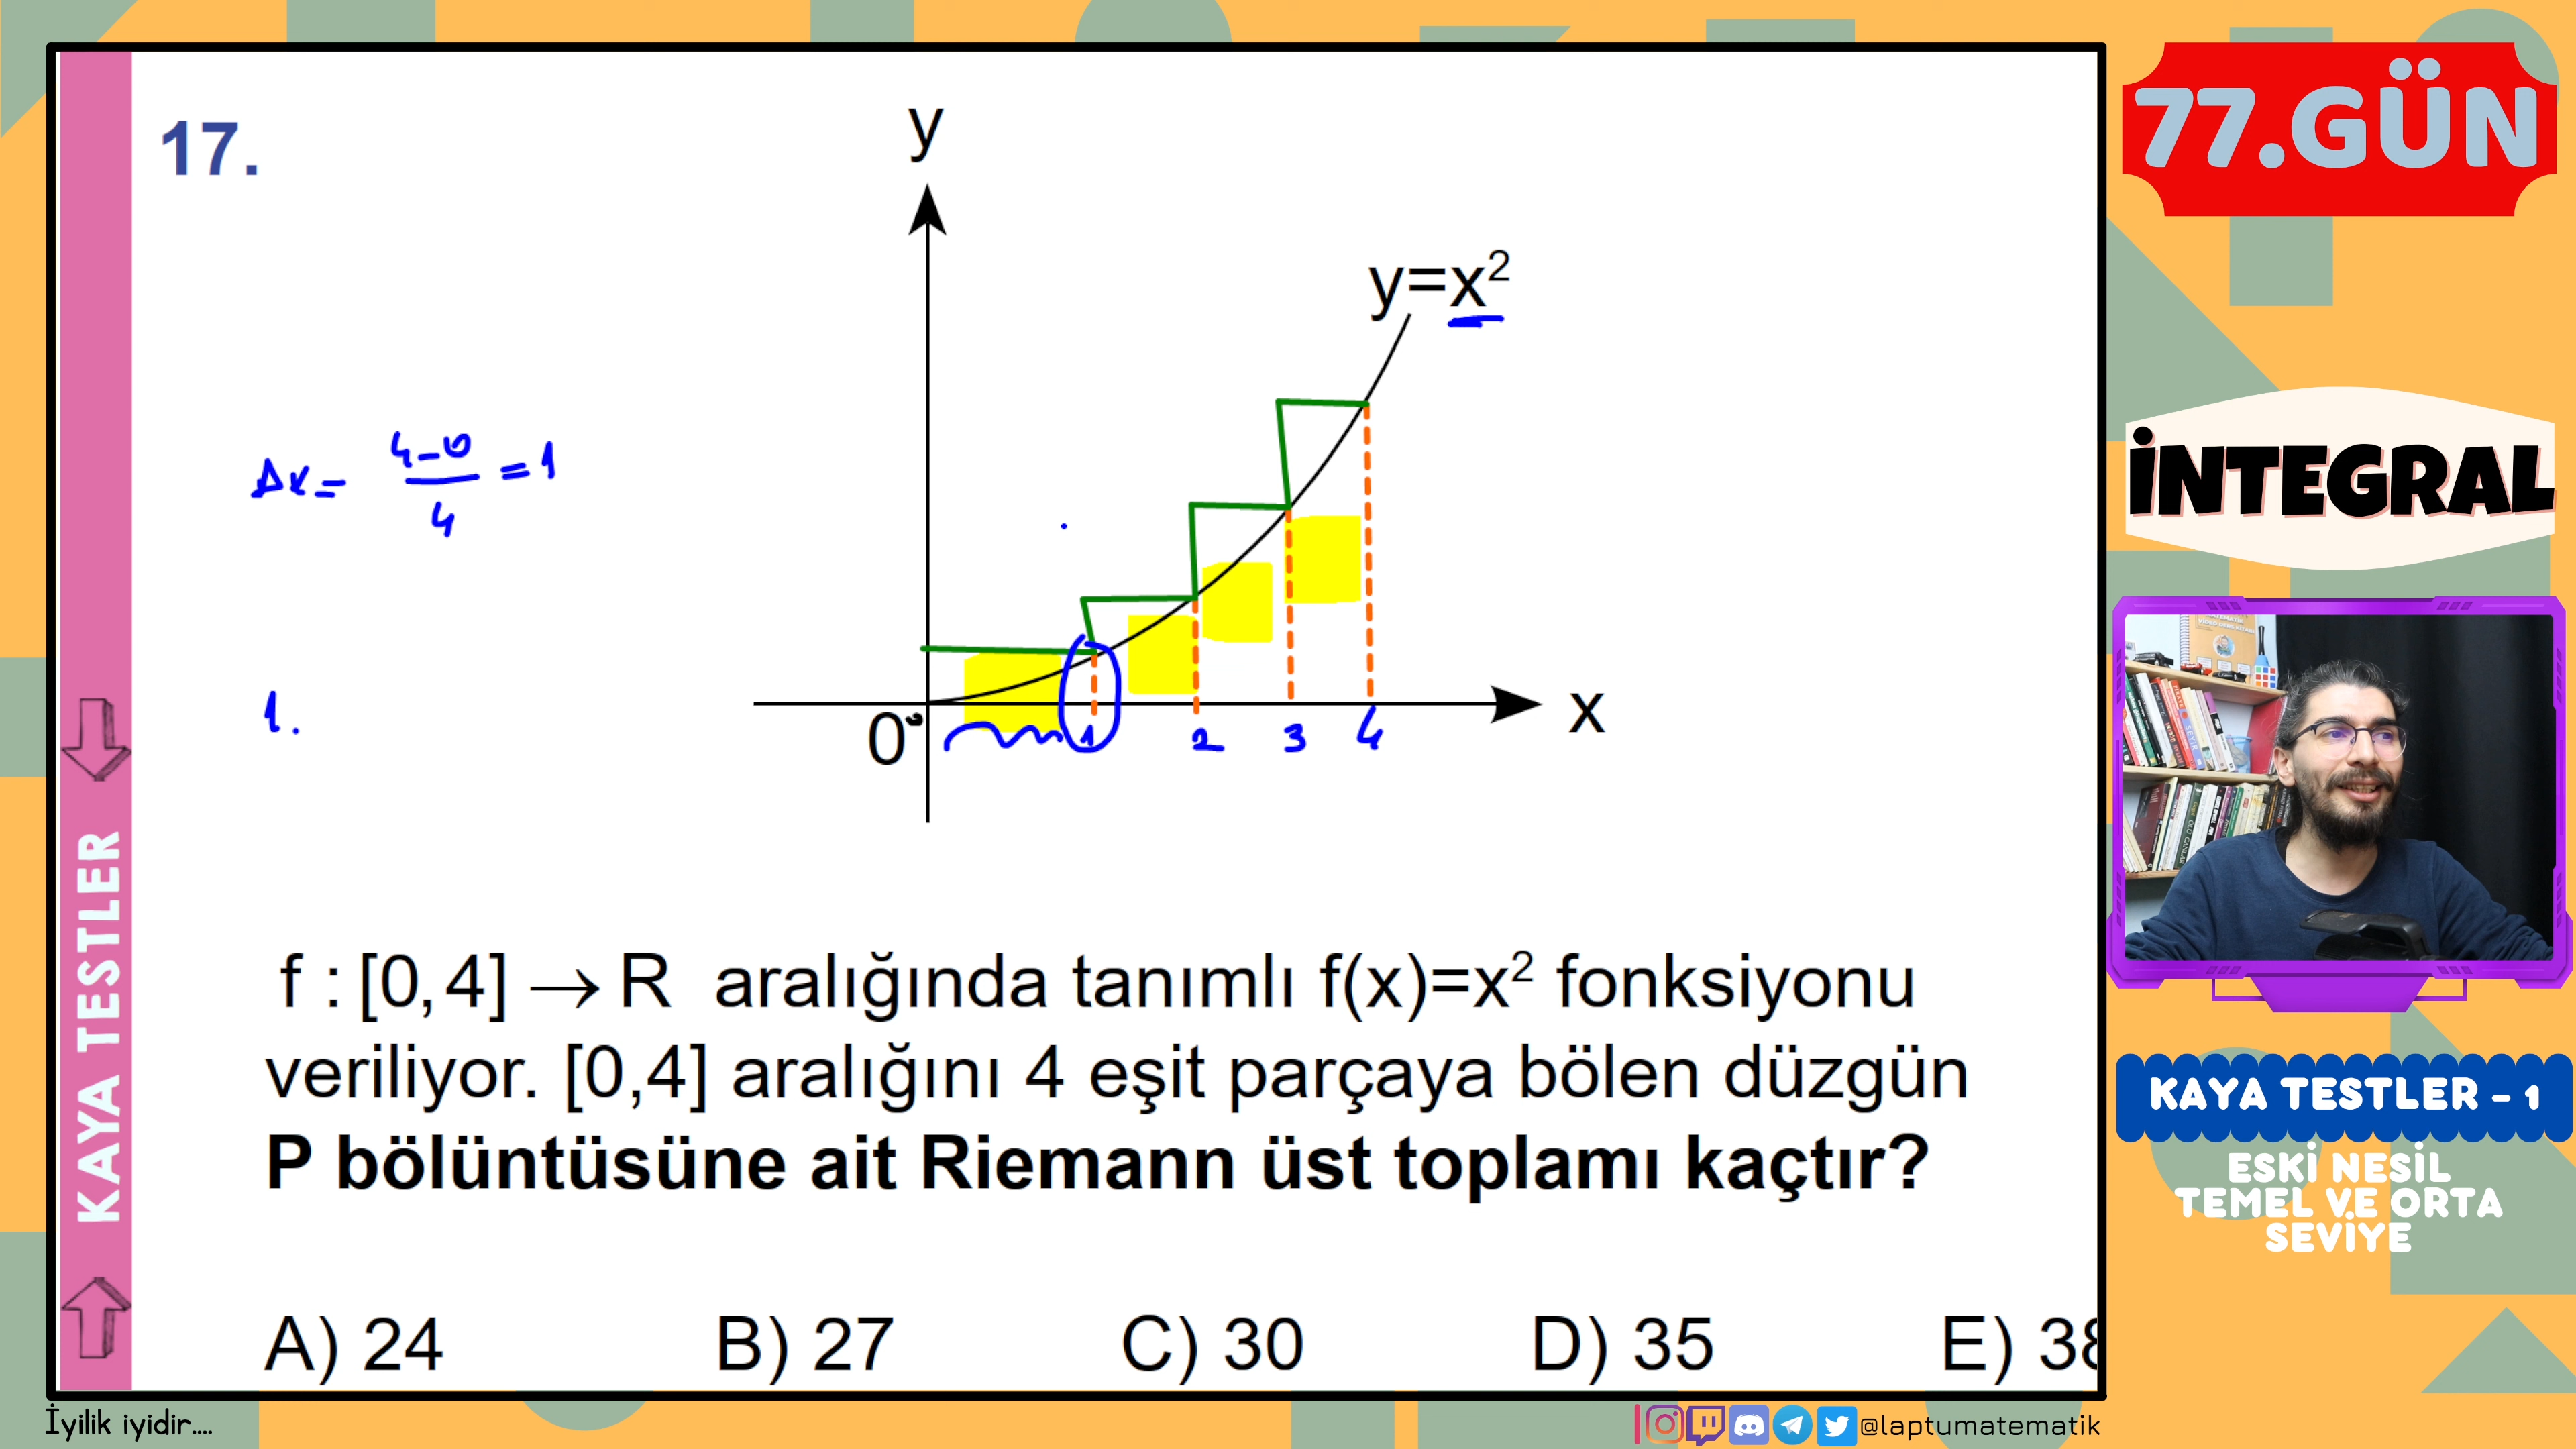 17.
y
y=x²
Δx = 4-0 / 4 = 1
1.
0
1 2 3 4
x
f : [0,4] → R aralığında tanımlı f(x)=x² fonksiyonu
veriliyor. [0,4] aralığını 4 eşit parçaya bölen düzgün
P bölüntüsüne ait Riemann üst toplamı kaçtır?
A) 24 B) 27 C) 30 D) 35 E) 38
KAYA TESTLER
77.GÜN
İNTEGRAL
KAYA TESTLER - 1
ESKİ NESİL
TEMEL VE ORTA
SEVİYE
İyilik iyidir....
@laptumatematik